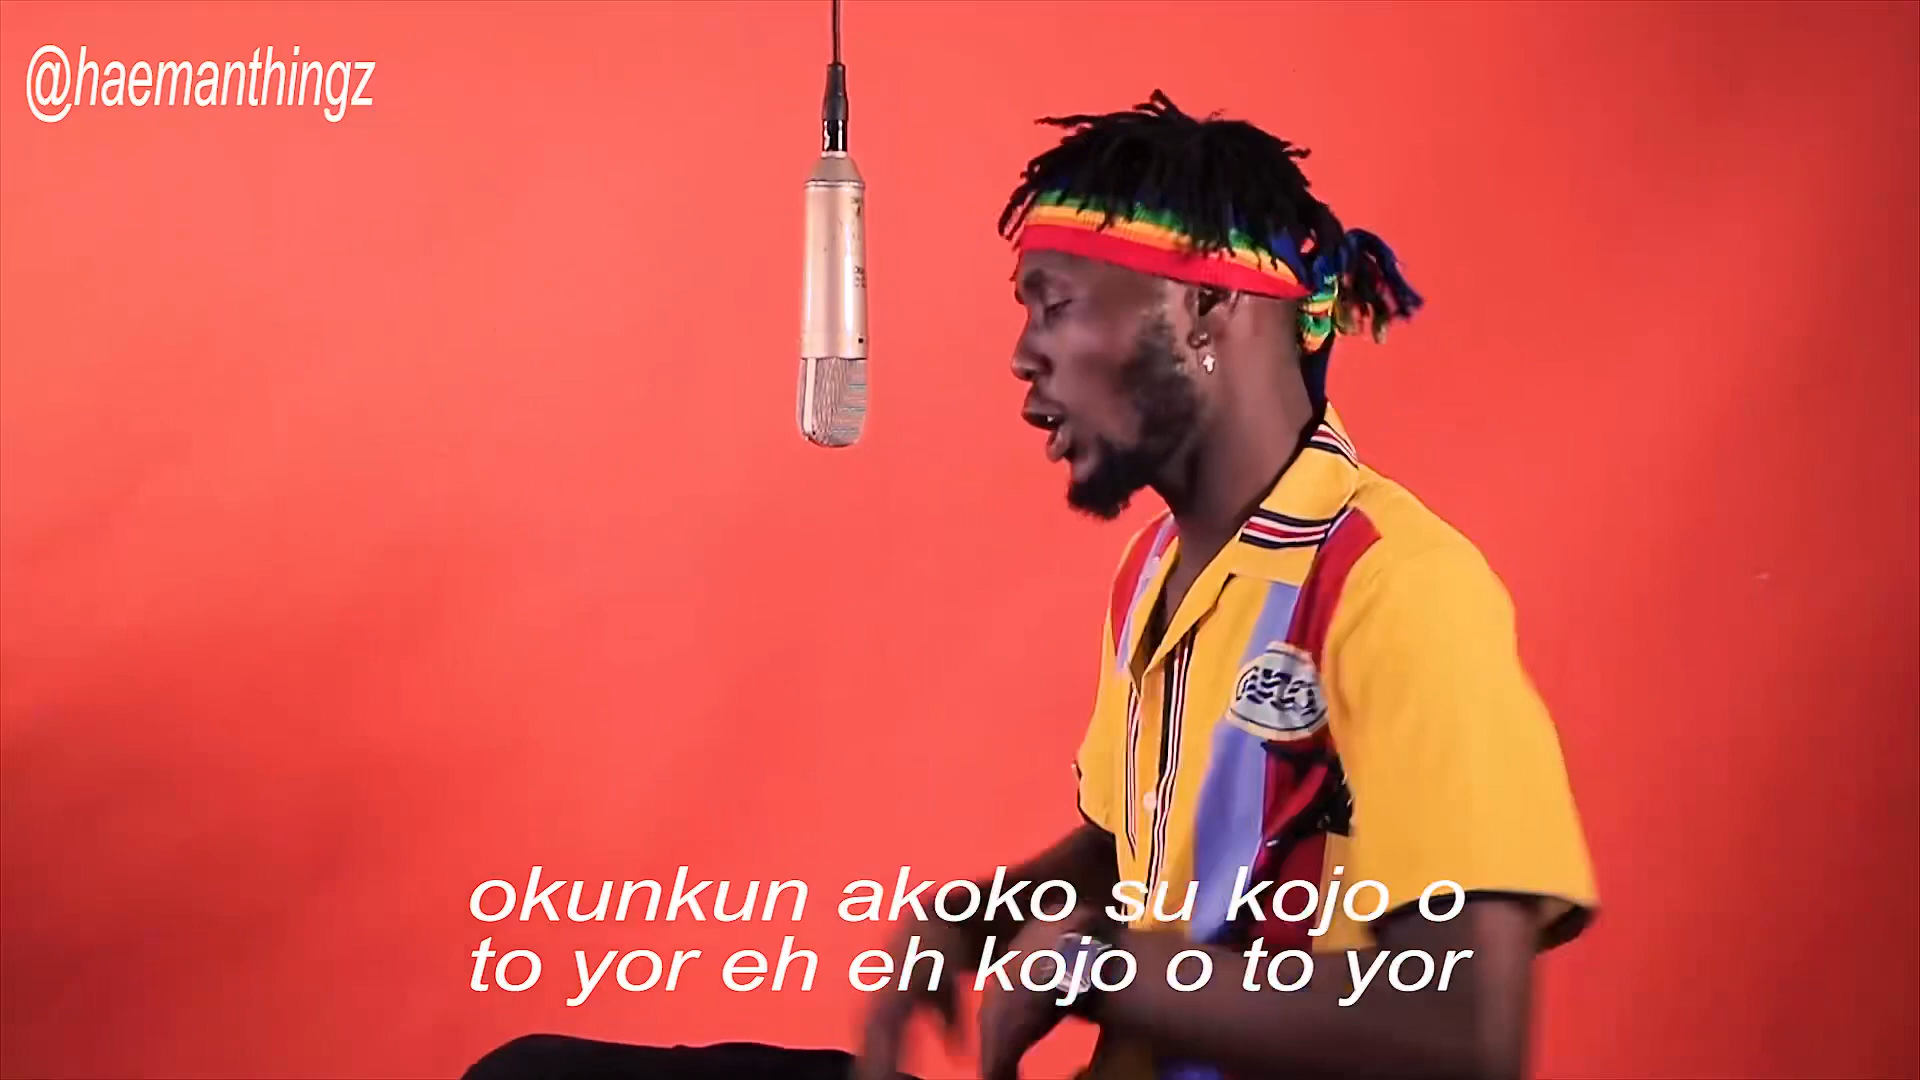 @haemanthingz
okunkun akoko su kojo o
to yor eh eh kojo o to yor